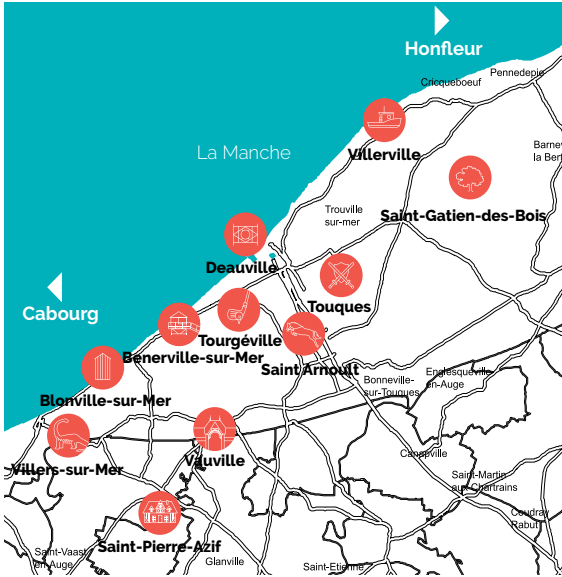 Honfleur
Pennedepie
Cricqueboeuf
Villerville
La Manche
Barnev
la Bert
Saint-Gatien-des-Bois
Trouville
sur-mer
Deauville
Touques
Cabourg
Tourgéville
Bénerville-sur-Mer
Saint Arnoult
Englesqueville
en-Auge
Bonneville-
sur-Touques
Blonville-sur-Mer
Vauville
Canapville
Villers-sur-Mer
Saint-Martin
aux-Chartrains
Coudray
Rabut
Saint-Pierre-Azif
Saint-Vaast
en-Auge
Glanville
Saint-Etienne